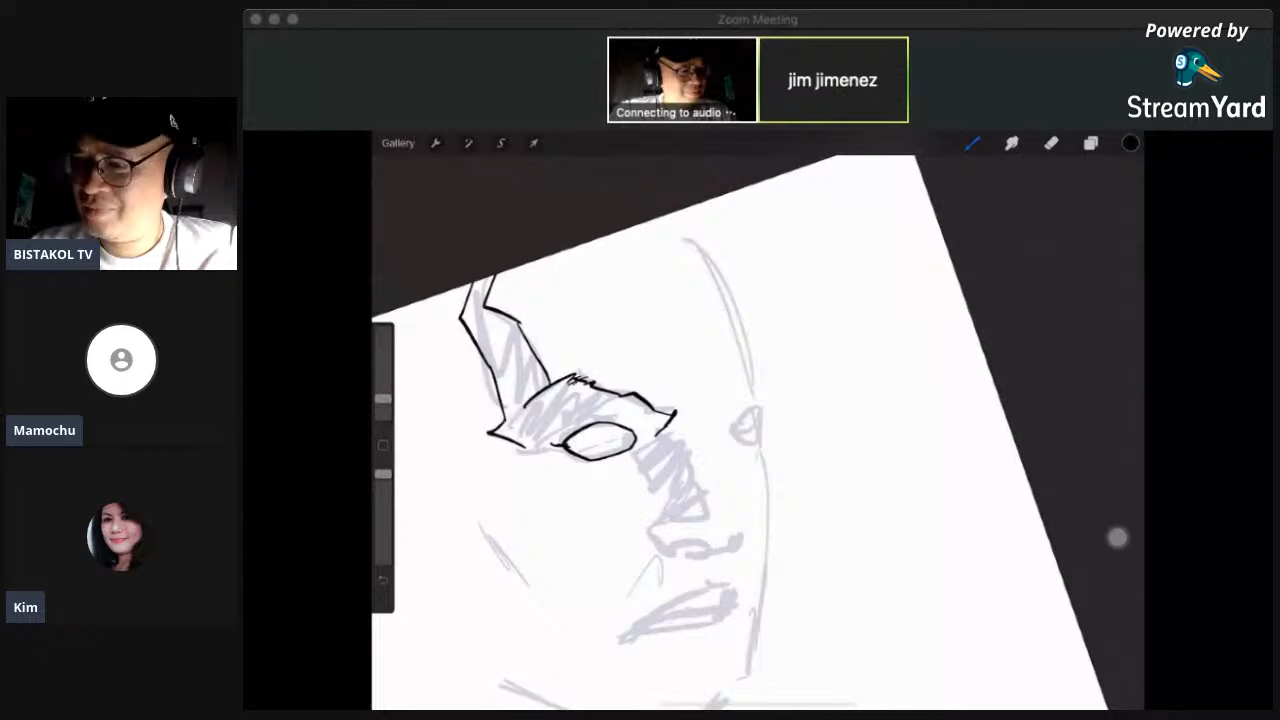 Zoom Meeting
Powered by
StreamYard
Connecting to audio ···
jim jimenez
Gallery
BISTAKOL TV
Mamochu
Kim